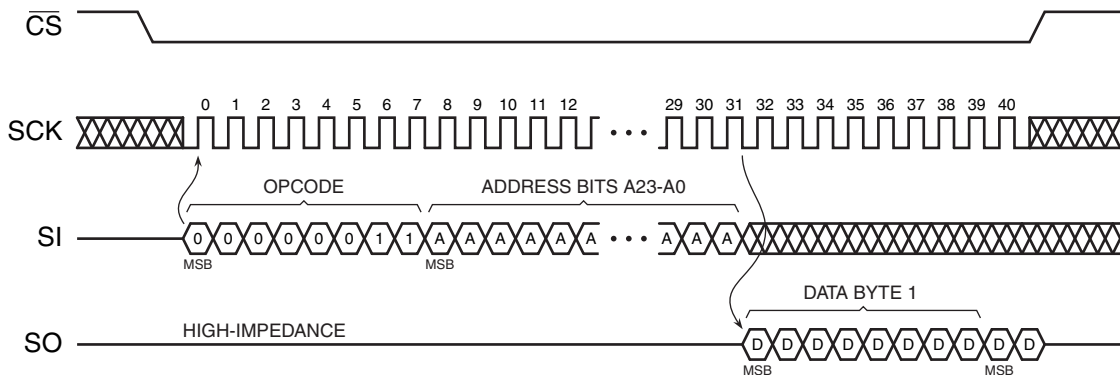 CS
0 1 2 3 4 5 6 7 8 9 10 11 12 29 30 31 32 33 34 35 36 37 38 39 40
SCK
OPCODE ADDRESS BITS A23-A0
SI 0 0 0 0 0 0 1 1 A A A A A A A A A
MSB MSB
DATA BYTE 1
HIGH-IMPEDANCE
SO D D D D D D D D D D
MSB MSB